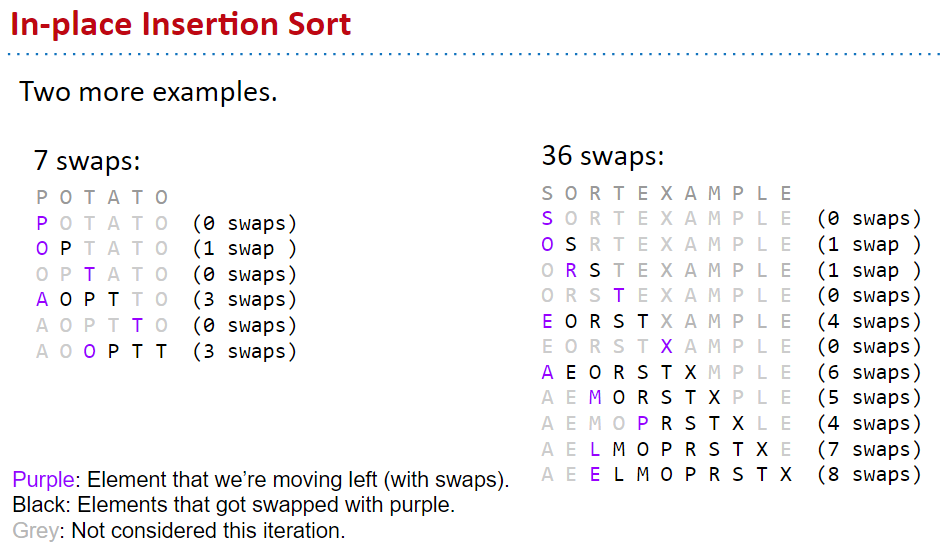 In-place Insertion Sort
Two more examples.
7 swaps:
P O T A T O
P O T A T O (0 swaps)
O P T A T O (1 swap )
O P T A T O (0 swaps)
A O P T T O (3 swaps)
A O P T T O (0 swaps)
A O O P T T (3 swaps)
36 swaps:
S O R T E X A M P L E
S O R T E X A M P L E (0 swaps)
O S R T E X A M P L E (1 swap )
O R S T E X A M P L E (1 swap )
O R S T E X A M P L E (0 swaps)
E O R S T X A M P L E (4 swaps)
E O R S T X A M P L E (0 swaps)
A E O R S T X M P L E (6 swaps)
A E M O R S T X P L E (5 swaps)
A E M O P R S T X L E (4 swaps)
A E L M O P R S T X E (7 swaps)
A E E L M O P R S T X (8 swaps)
Purple: Element that we’re moving left (with swaps).
Black: Elements that got swapped with purple.
Grey: Not considered this iteration.